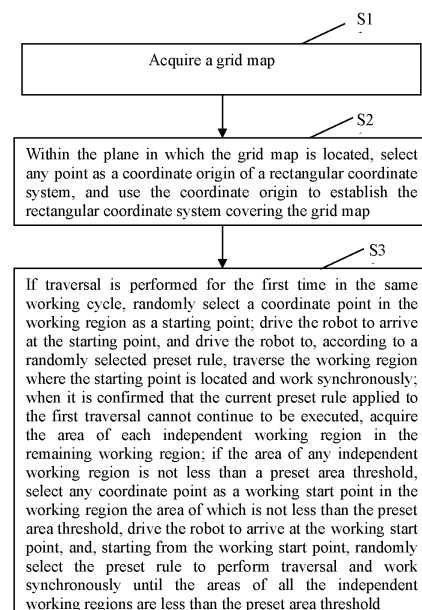 S1
Acquire a grid map
S2
Within the plane in which the grid map is located, select
any point as a coordinate origin of a rectangular coordinate
system, and use the coordinate origin to establish the
rectangular coordinate system covering the grid map
S3
If traversal is performed for the first time in the same
working cycle, randomly select a coordinate point in the
working region as a starting point; drive the robot to arrive
at the starting point, and drive the robot to, according to a
randomly selected preset rule, traverse the working region
where the starting point is located and work synchronously;
when it is confirmed that the current preset rule applied to
the first traversal cannot continue to be executed, acquire
the area of each independent working region in the
remaining working region; if the area of any independent
working region is not less than a preset area threshold,
select any coordinate point as a working start point in the
working region the area of which is not less than the preset
area threshold, drive the robot to arrive at the working start
point, and, starting from the working start point, randomly
select the preset rule to perform traversal and work
synchronously until the areas of all the independent
working regions are less than the preset area threshold